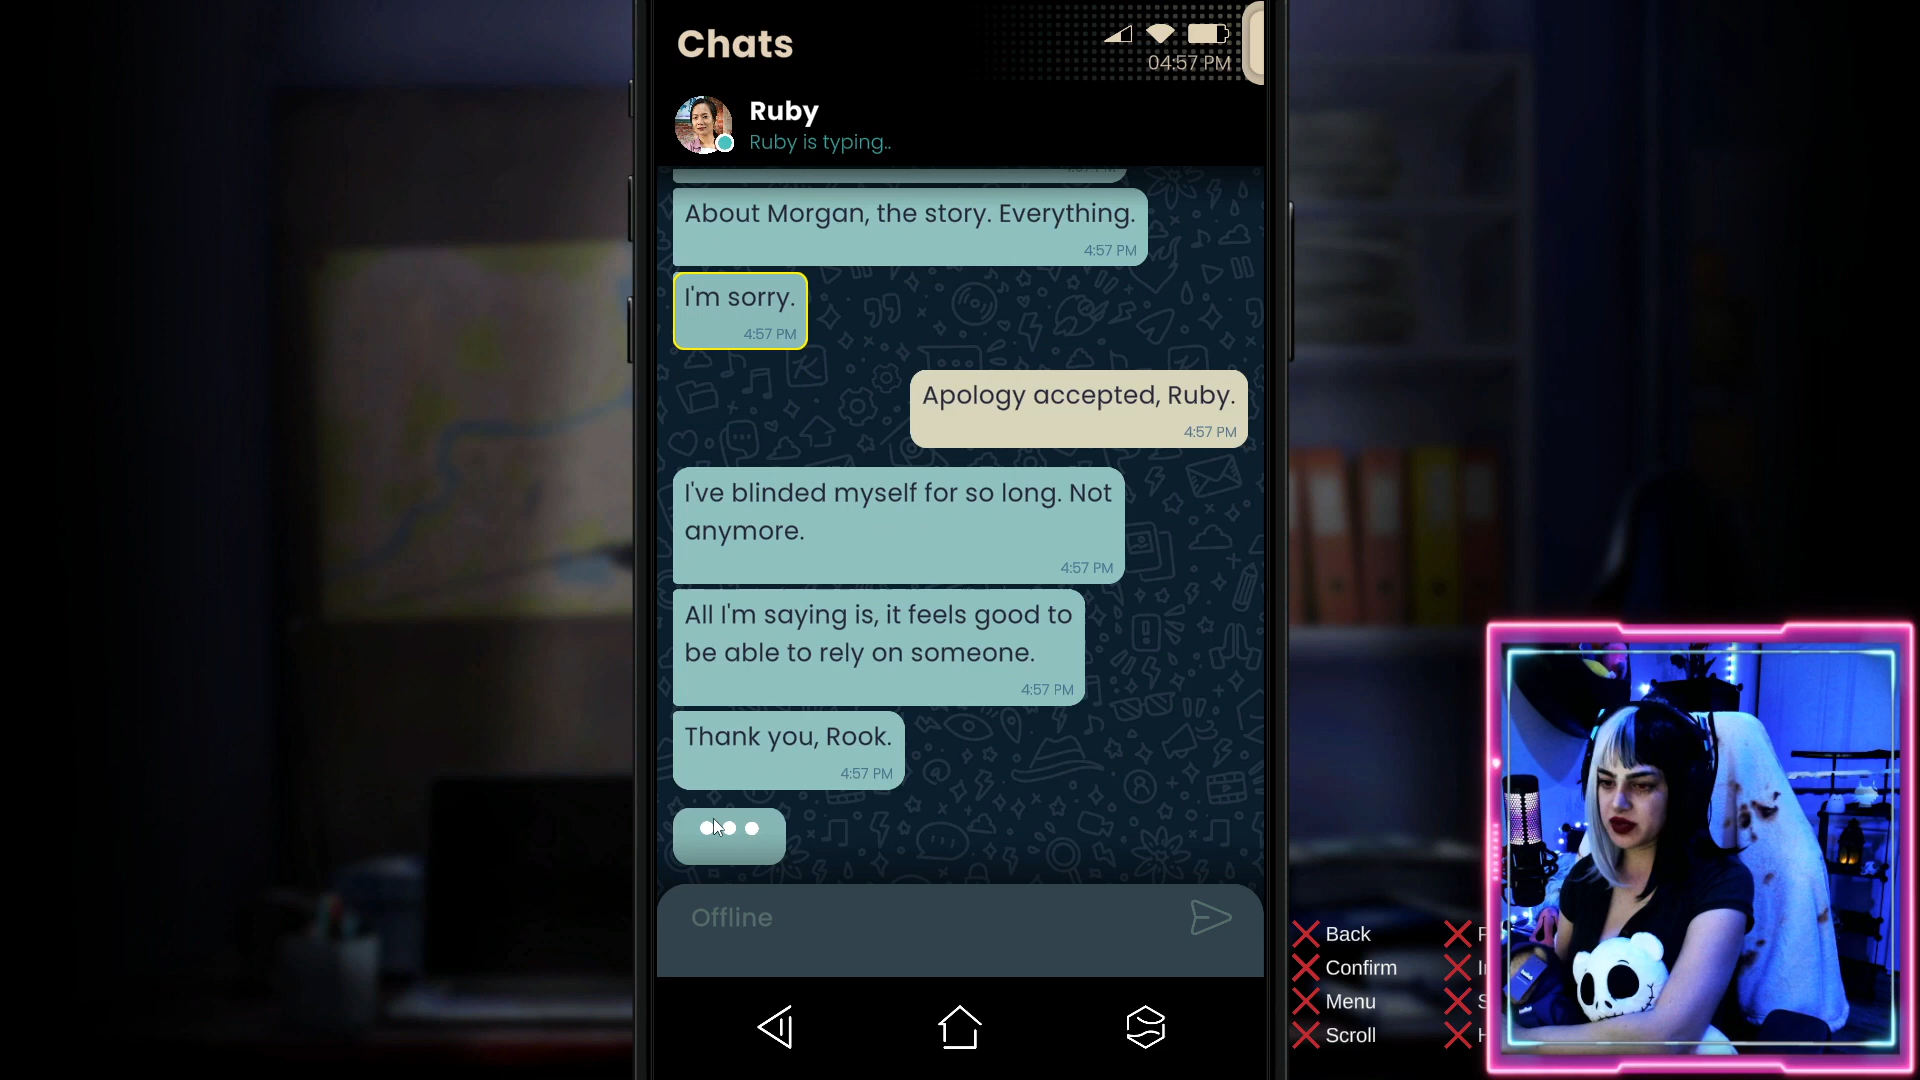 Chats
04:57 PM
Ruby
Ruby is typing..
About Morgan, the story. Everything.
4:57 PM
I'm sorry.
4:57 PM
Apology accepted, Ruby.
4:57 PM
I've blinded myself for so long. Not
anymore.
4:57 PM
All I'm saying is, it feels good to
be able to rely on someone.
4:57 PM
Thank you, Rook.
4:57 PM
Offline
Back
Confirm
Menu
Scroll